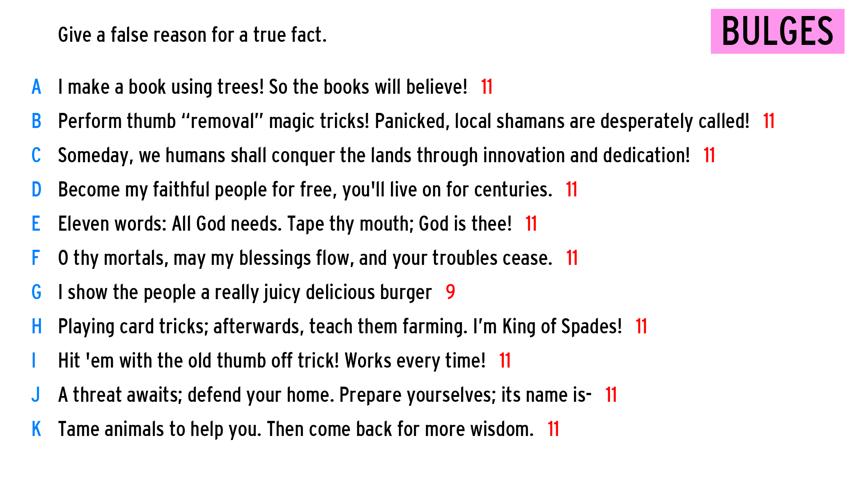 Give a false reason for a true fact.
BULGES
A I make a book using trees! So the books will believe! 11
B Perform thumb “removal” magic tricks! Panicked, local shamans are desperately called! 11
C Someday, we humans shall conquer the lands through innovation and dedication! 11
D Become my faithful people for free, you'll live on for centuries. 11
E Eleven words: All God needs. Tape thy mouth; God is thee! 11
F O thy mortals, may my blessings flow, and your troubles cease. 11
G I show the people a really juicy delicious burger 9
H Playing card tricks; afterwards, teach them farming. I’m King of Spades! 11
I Hit 'em with the old thumb off trick! Works every time! 11
J A threat awaits; defend your home. Prepare yourselves; its name is- 11
K Tame animals to help you. Then come back for more wisdom. 11